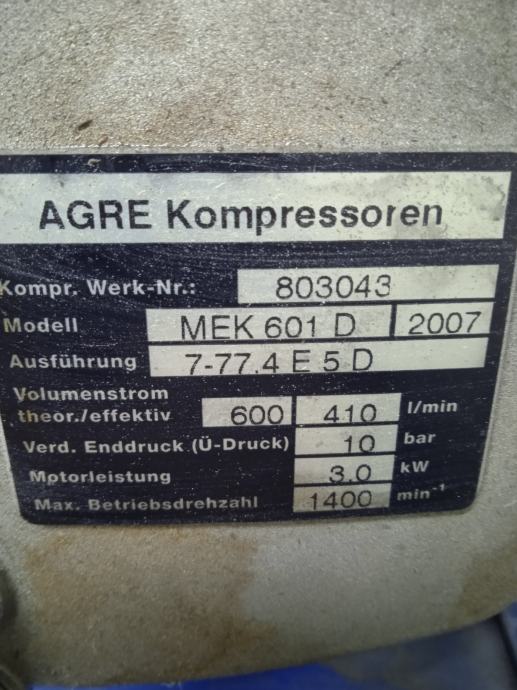 AGRE Kompressoren
Kompr. Werk-Nr.: 803043
Modell MEK 601 D 2007
Ausführung 7-77.4 E 5 D
Volumenstrom
theor./effektiv 600 410 l/min
Verd. Enddruck (Ü-Druck) 10 bar
Motorleistung 3.0 kW
Max. Betriebsdrehzahl 1400 min⁻¹